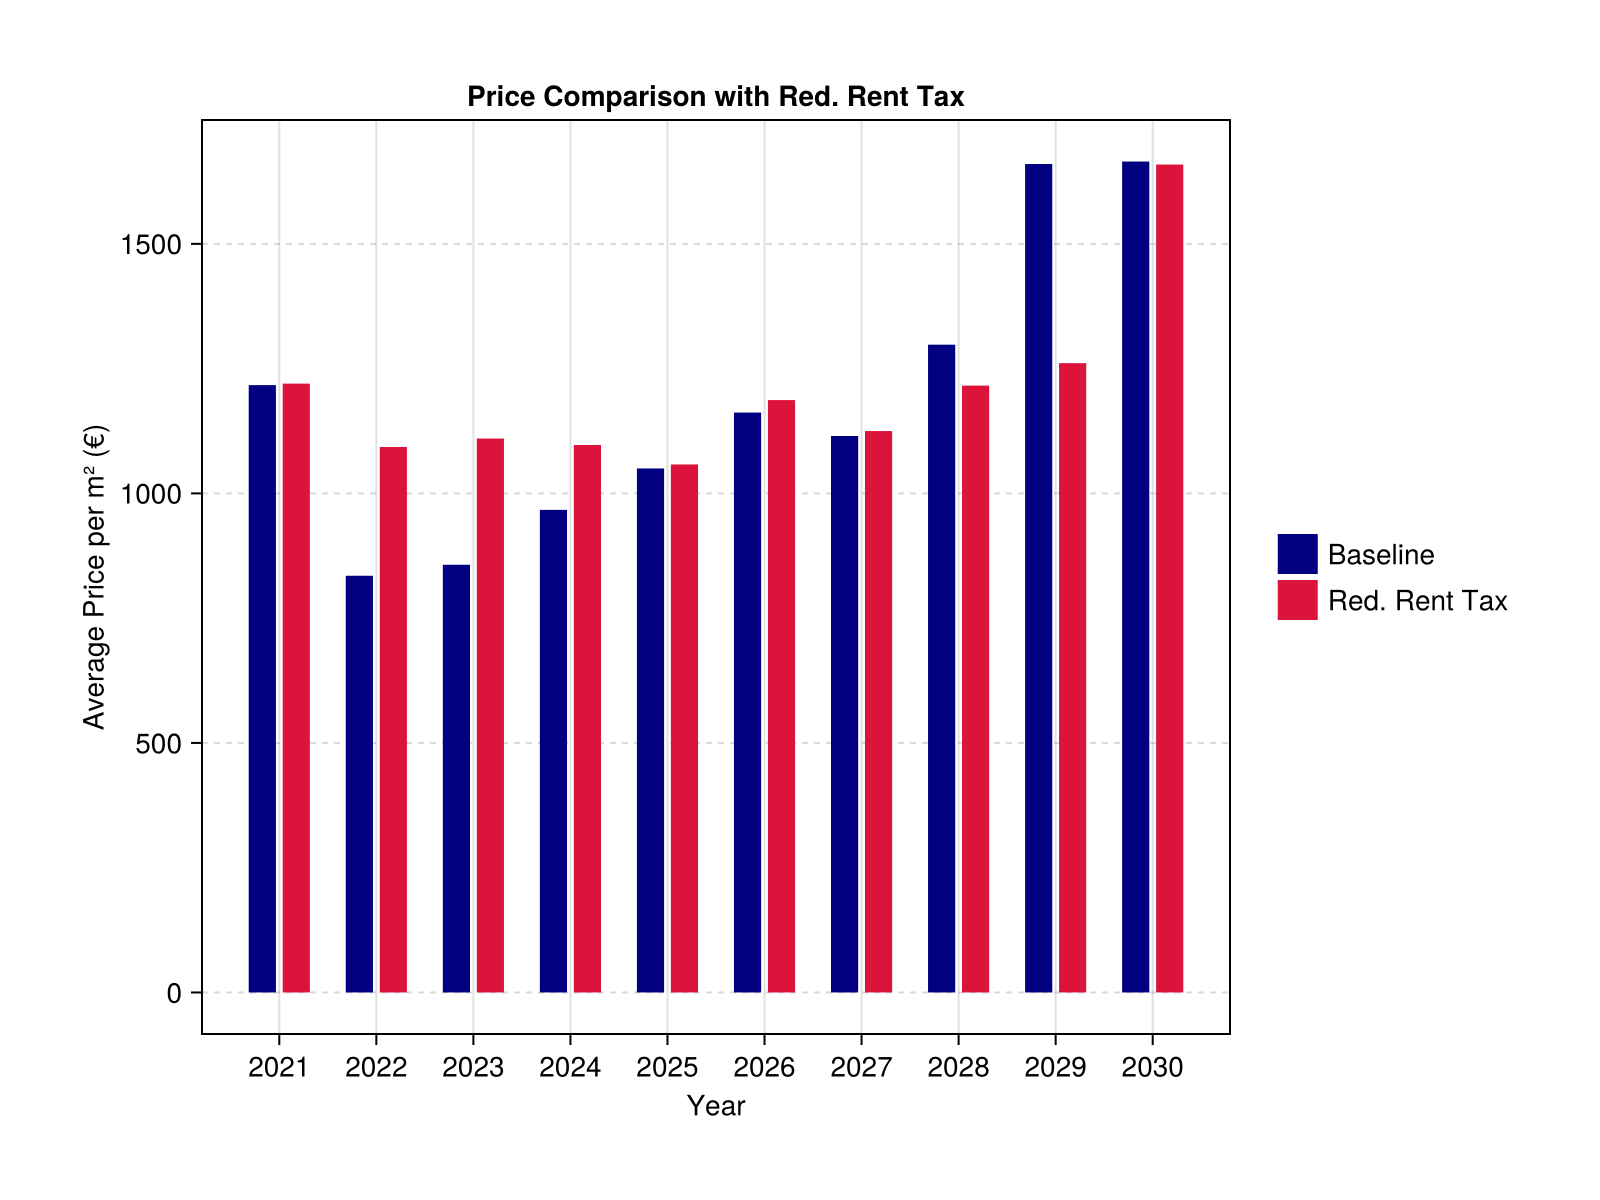 Price Comparison with Red. Rent Tax
Average Price per m² (€)
1500
1000
500
0
2021 2022 2023 2024 2025 2026 2027 2028 2029 2030
Year
Baseline
Red. Rent Tax